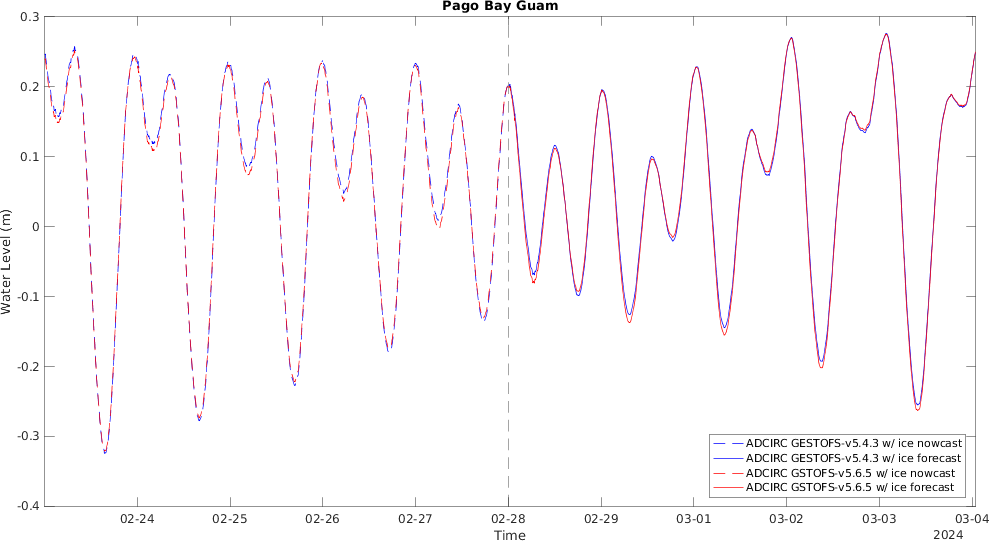 Pago Bay Guam
0.3
0.2
0.1
0
-0.1
-0.2
-0.3
-0.4
Water Level (m)
ADCIRC GESTOFS-v5.4.3 w/ ice nowcast
ADCIRC GESTOFS-v5.4.3 w/ ice forecast
ADCIRC GSTOFS-v5.6.5 w/ ice nowcast
ADCIRC GSTOFS-v5.6.5 w/ ice forecast
02-24 02-25 02-26 02-27 02-28 02-29 03-01 03-02 03-03 03-04
Time
2024